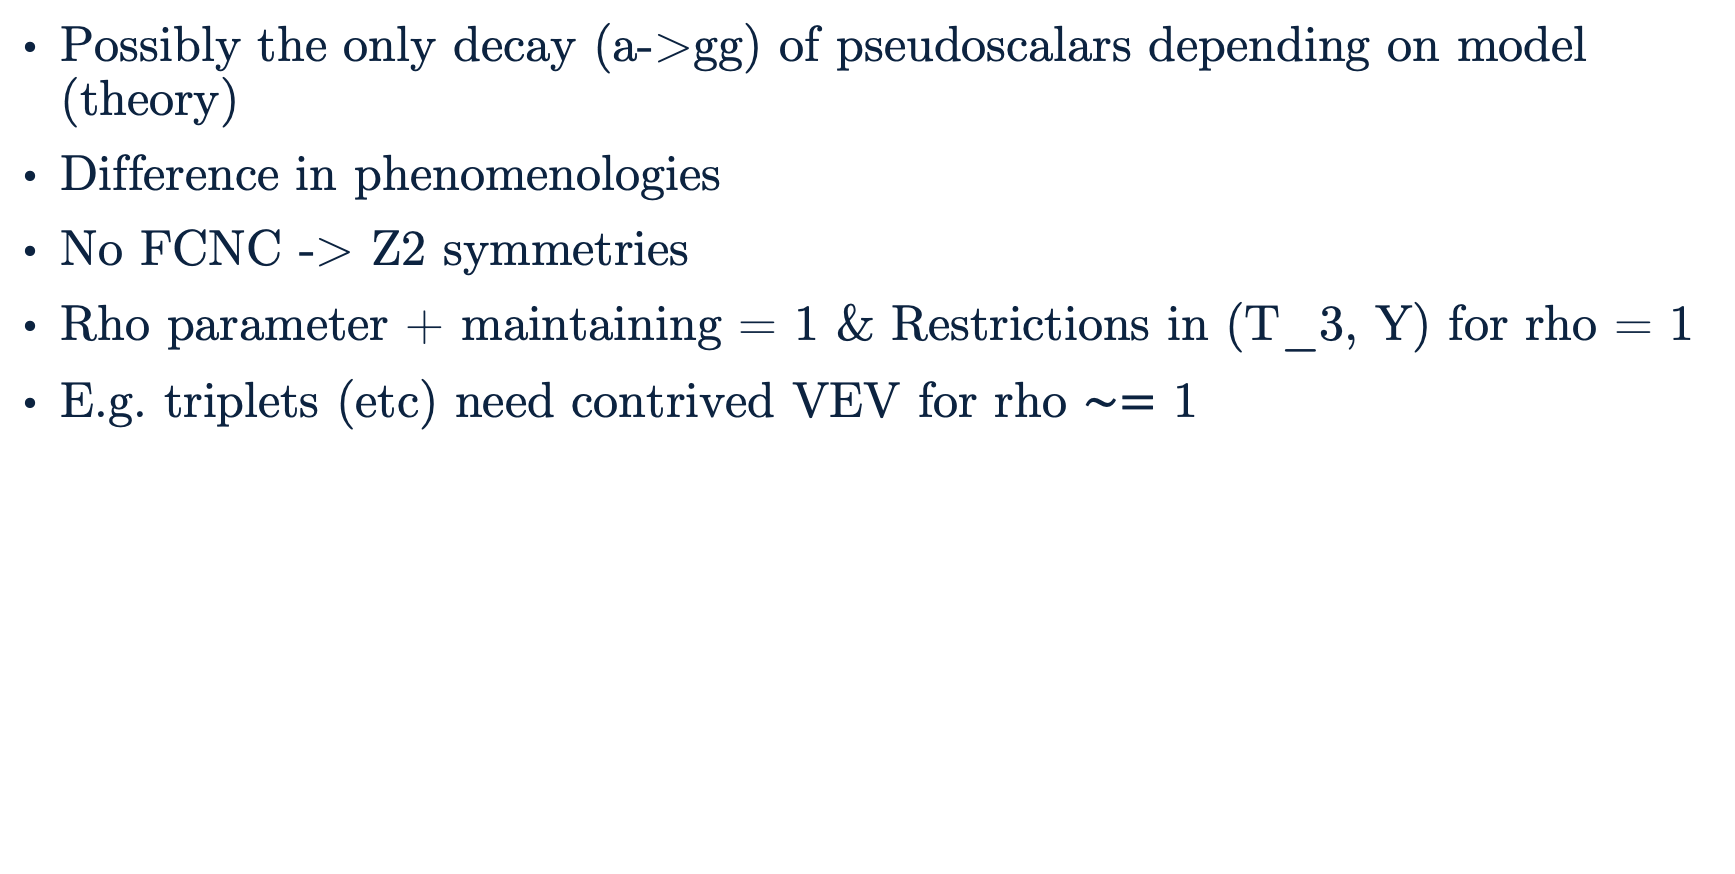 • Possibly the only decay (a->gg) of pseudoscalars depending on model
(theory)
• Difference in phenomenologies
• No FCNC -> Z2 symmetries
• Rho parameter + maintaining = 1 & Restrictions in (T_3, Y) for rho = 1
• E.g. triplets (etc) need contrived VEV for rho ~= 1